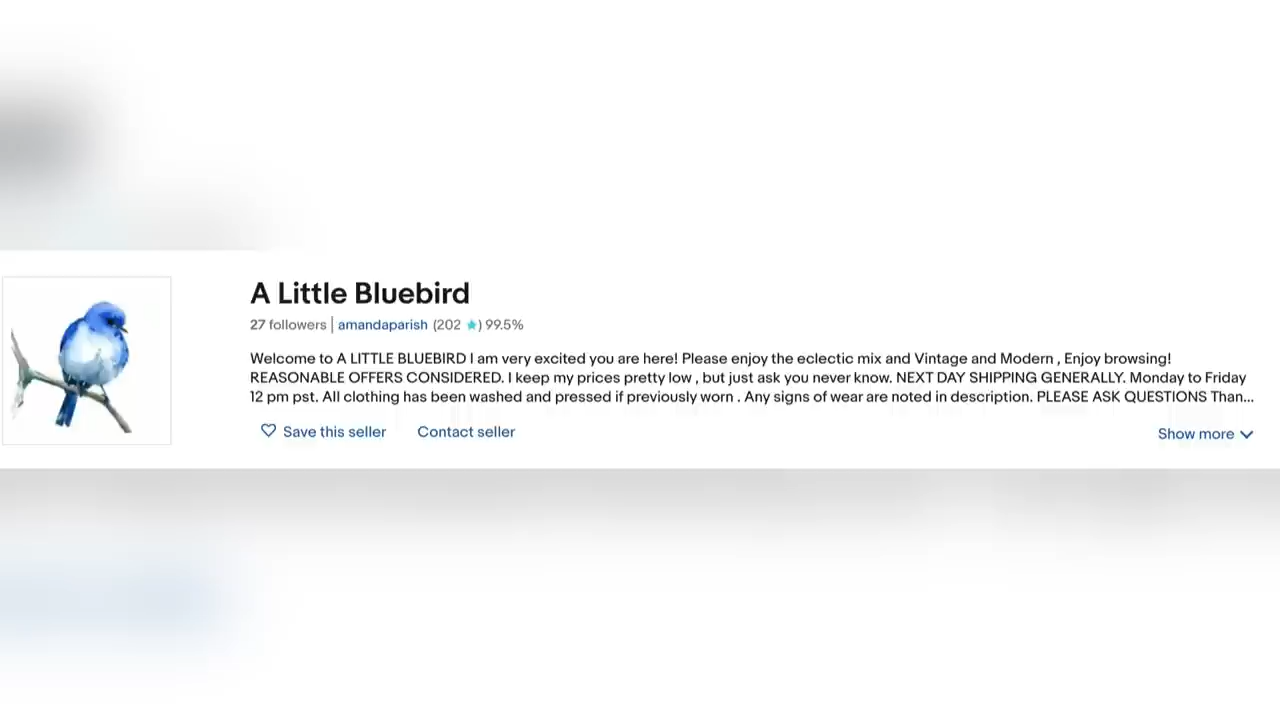 A Little Bluebird
27 followers | amandaparish (202 ★) 99.5%
Welcome to A LITTLE BLUEBIRD I am very excited you are here! Please enjoy the eclectic mix and Vintage and Modern , Enjoy browsing!
REASONABLE OFFERS CONSIDERED. I keep my prices pretty low , but just ask you never know. NEXT DAY SHIPPING GENERALLY. Monday to Friday
12 pm pst. All clothing has been washed and pressed if previously worn . Any signs of wear are noted in description. PLEASE ASK QUESTIONS Than...
Save this seller Contact seller Show more